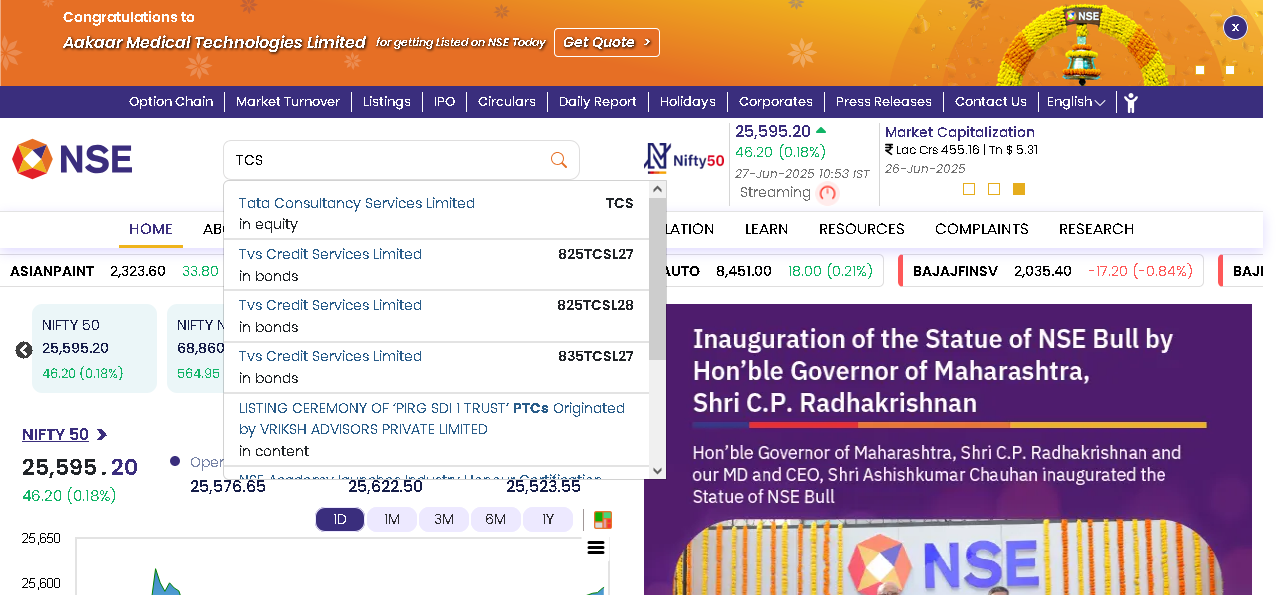 Congratulations to
Aakaar Medical Technologies Limited for getting Listed on NSE Today Get Quote >
NSE
x
Option Chain Market Turnover Listings IPO Circulars Daily Report Holidays Corporates Press Releases Contact Us English
NSE
TCS
Nifty50
25,595.20
46.20 (0.18%)
27-Jun-2025 10:53 IST
Streaming
Market Capitalization
₹ Lac Crs 455.16 | Tn $ 5.31
26-Jun-2025
Tata Consultancy Services Limited TCS
in equity
Tvs Credit Services Limited 825TCSL27
in bonds
Tvs Credit Services Limited 825TCSL28
in bonds
Tvs Credit Services Limited 835TCSL27
in bonds
LISTING CEREMONY OF ‘PIRG SDI 1 TRUST’ PTCs Originated
by VRIKSH ADVISORS PRIVATE LIMITED
in content
HOME AB LATION LEARN RESOURCES COMPLAINTS RESEARCH
ASIANPAINT 2,323.60 33.80 AUTO 8,451.00 18.00 (0.21%) BAJAJFINSV 2,035.40 -17.20 (-0.84%) BAJ
NIFTY 50
25,595.20
46.20 (0.18%)
NIFTY N
68,860
564.95
NIFTY 50
25,595.20
46.20 (0.18%)
Open
25,576.65 25,622.50 25,523.55
1D 1M 3M 6M 1Y
25,650
25,600
Inauguration of the Statue of NSE Bull by
Hon’ble Governor of Maharashtra,
Shri C.P. Radhakrishnan
Hon’ble Governor of Maharashtra, Shri C.P. Radhakrishnan and
our MD and CEO, Shri Ashishkumar Chauhan inaugurated the
Statue of NSE Bull
NSE